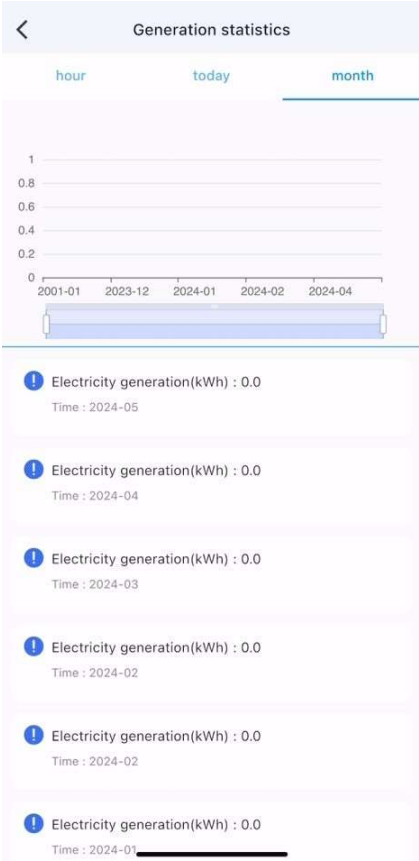 Generation statistics
hour today month
1
0.8
0.6
0.4
0.2
0
2001-01 2023-12 2024-01 2024-02 2024-04
Electricity generation(kWh) : 0.0
Time : 2024-05
Electricity generation(kWh) : 0.0
Time : 2024-04
Electricity generation(kWh) : 0.0
Time : 2024-03
Electricity generation(kWh) : 0.0
Time : 2024-02
Electricity generation(kWh) : 0.0
Time : 2024-02
Electricity generation(kWh) : 0.0
Time : 2024-01